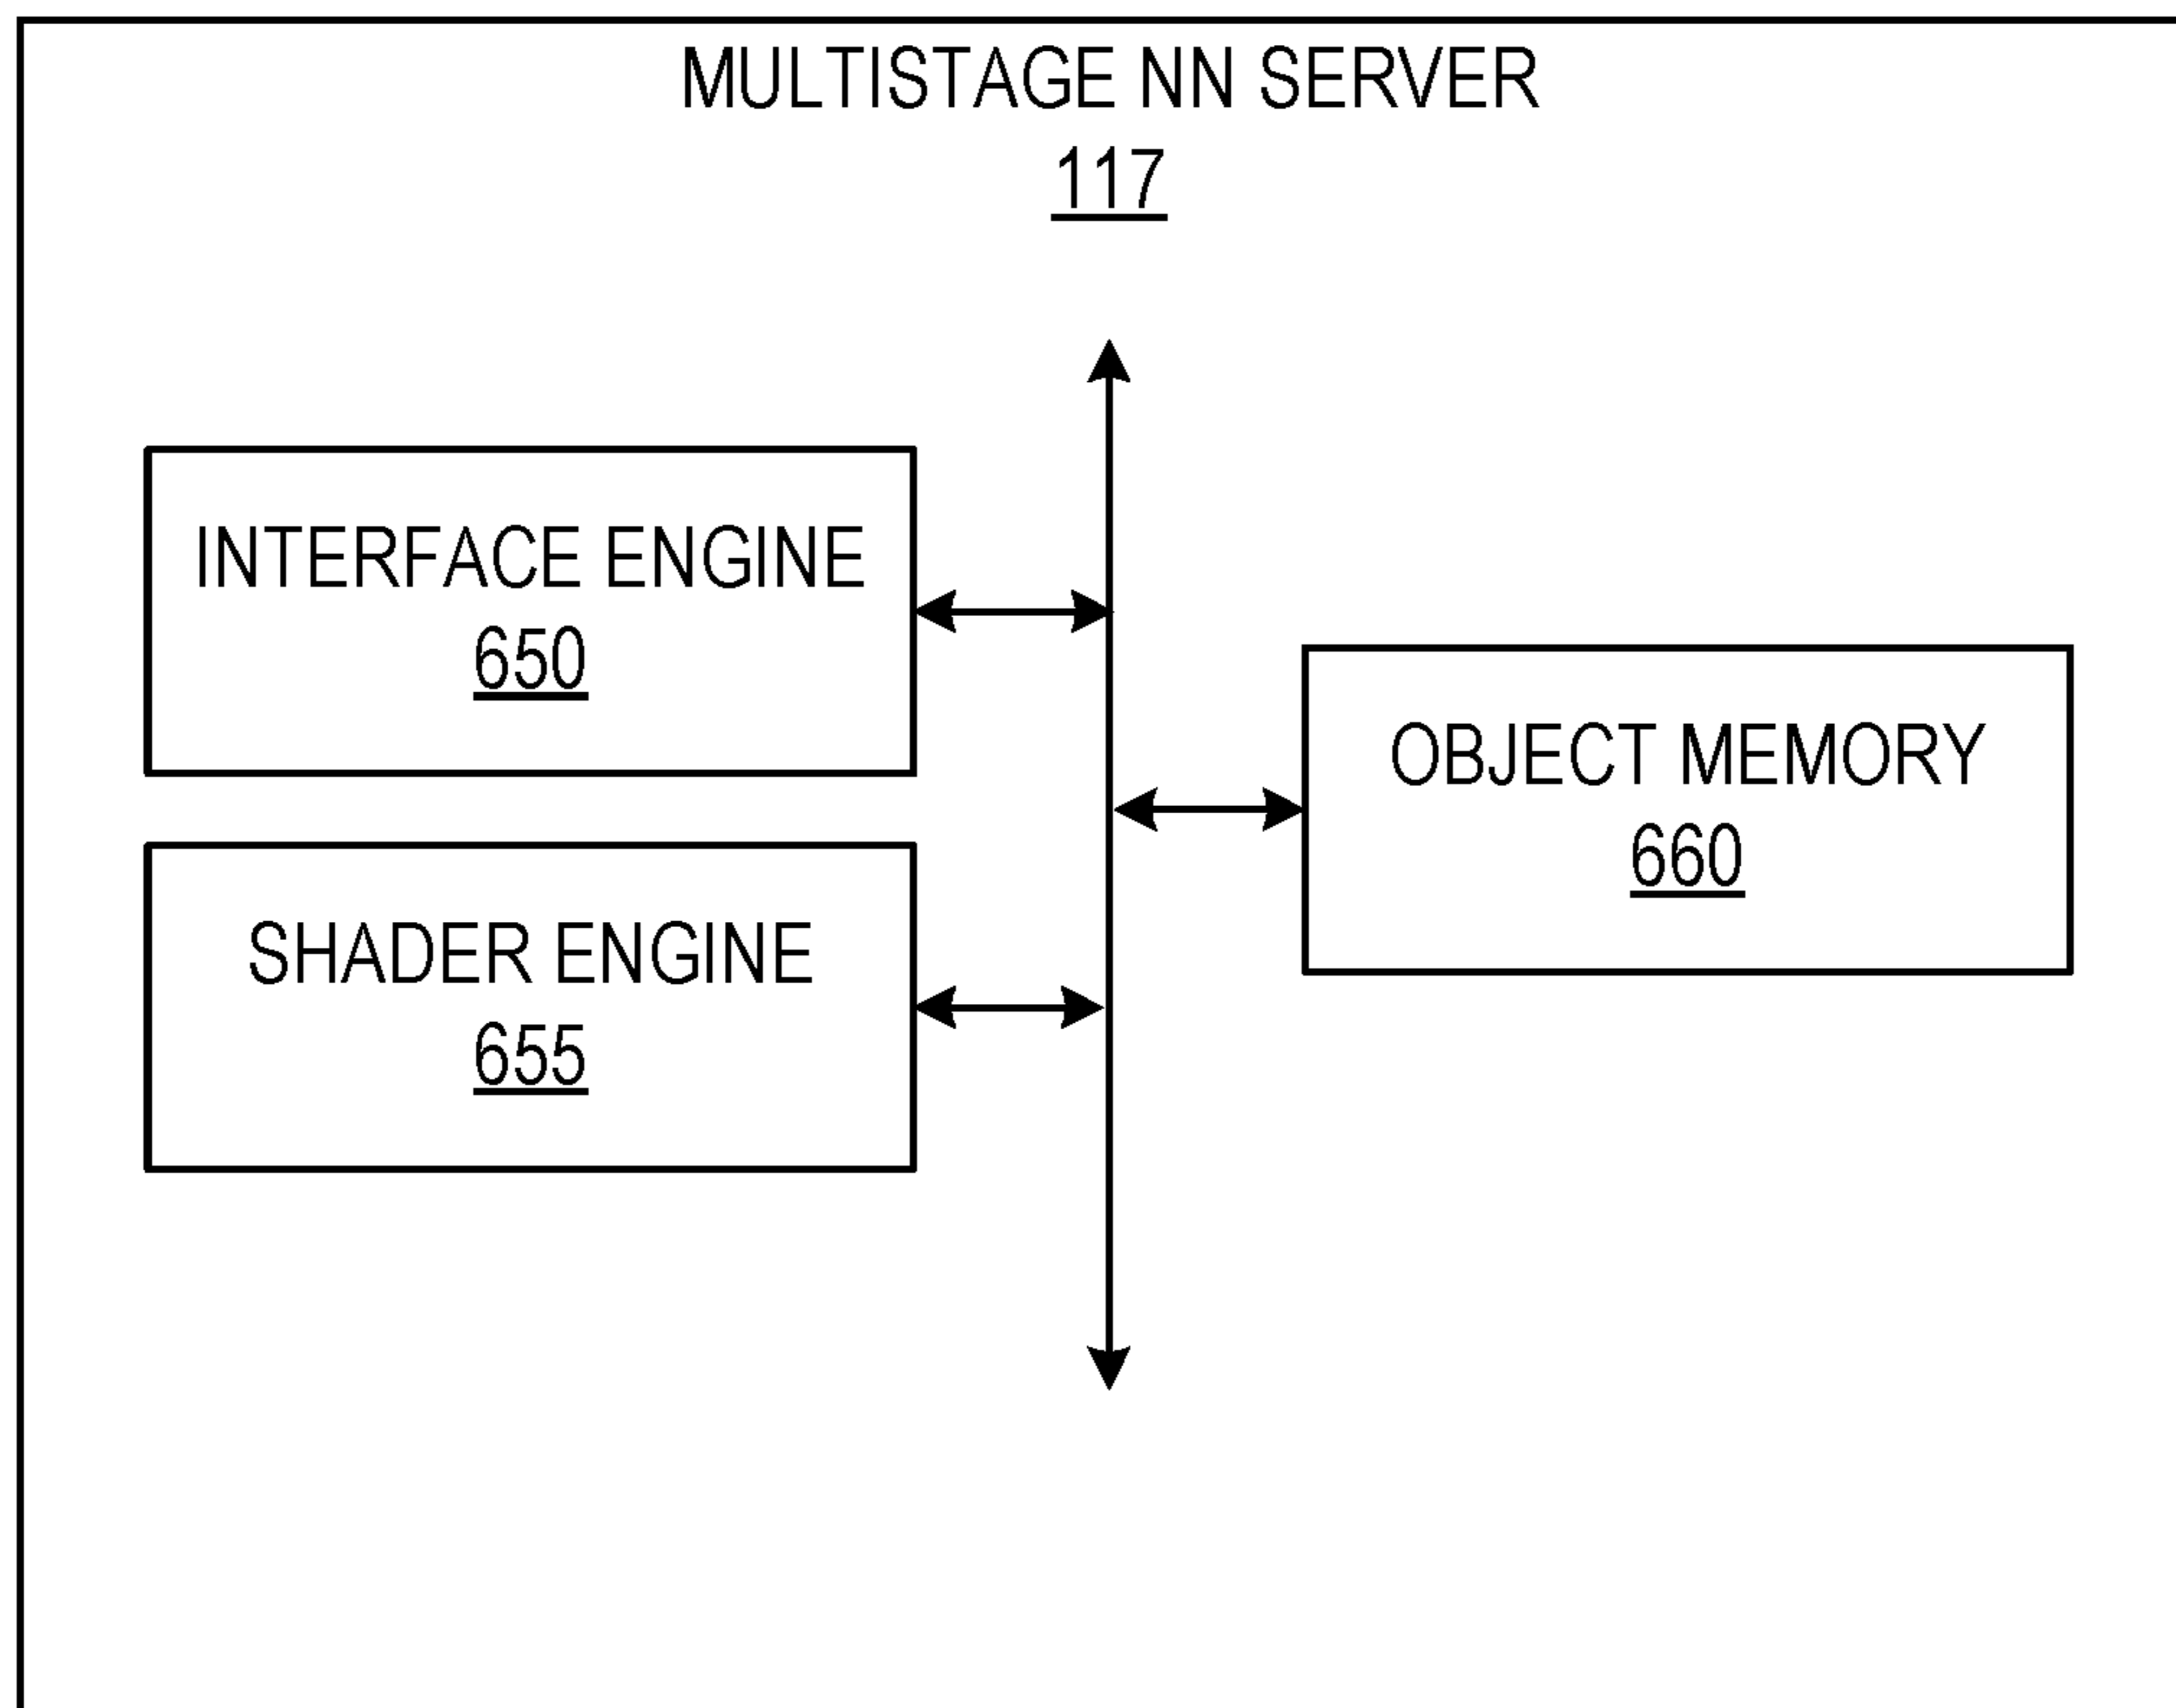 MULTISTAGE NN SERVER
117
INTERFACE ENGINE
650
OBJECT MEMORY
660
SHADER ENGINE
655